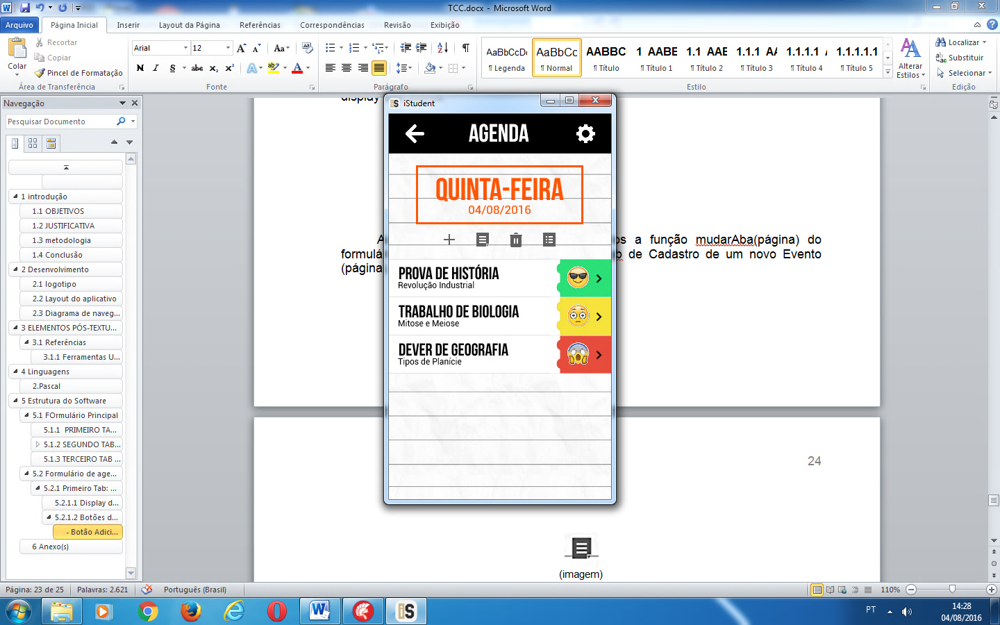 TCC.docx - Microsoft Word
Arquivo
Página Inicial
Inserir
Layout da Página
Referências
Correspondências
Revisão
Exibição
Colar
Recortar
Copiar
Pincel de Formatação
Área de Transferência
Arial
12
N I S abc x₂ x²
Fonte
Parágrafo
AaBbCcDc
¶ Legenda
AaBbCc
¶ Normal
AABBC
¶ Título
1 AABE
¶ Título 1
1.1 AAE
¶ Título 2
1.1.1 AA
¶ Título 3
1.1.1.1 A
¶ Título 4
1.1.1.1.1
¶ Título 5
Alterar
Estilos
Estilo
Localizar
Substituir
Selecionar
Edição
Navegação
Pesquisar Documento
1 introdução
1.1 OBJETIVOS
1.2 JUSTIFICATIVA
1.3 metodologia
1.4 Conclusão
2 Desenvolvimento
2.1 logotipo
2.2 Layout do aplicativo
2.3 Diagrama de naveg...
3 ELEMENTOS PÓS-TEXTU...
3.1 Referências
3.1.1 Ferramentas U...
4 Linguagens
2.Pascal
5 Estrutura do Software
5.1 FOrmulário Principal
5.1.1 PRIMEIRO TA...
5.1.2 SEGUNDO TAB...
5.1.3 TERCEIRO TAB ...
5.2 Formulário de age...
5.2.1 Primeiro Tab: ...
5.2.1.1 Display d...
5.2.1.2 Botões d...
- Botão Adici...
6 Anexo(s)
display
a função mudarAba(página) do
formulá
de Cadastro de um novo Evento
(página
24
(imagem)
iS iStudent
AGENDA
QUINTA-FEIRA
04/08/2016
PROVA DE HISTÓRIA
Revolução Industrial
TRABALHO DE BIOLOGIA
Mitose e Meiose
DEVER DE GEOGRAFIA
Tipos de Planície
Página: 23 de 25
Palavras: 2.621
Português (Brasil)
110%
iS
PT
14:28
04/08/2016